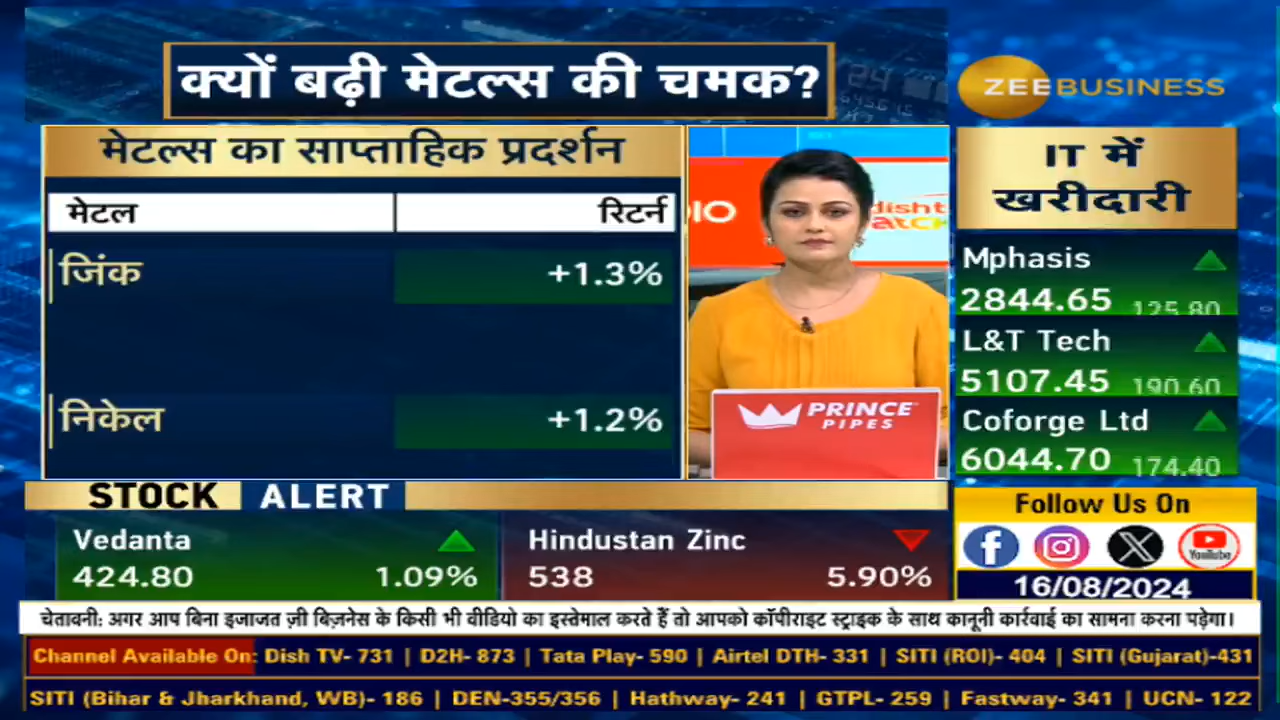 क्यों बढ़ी मेटल्स की चमक?
ZEEBUSINESS
मेटल्स का साप्ताहिक प्रदर्शन
मेटल रिटर्न
जिंक +1.3%
निकेल +1.2%
DIO
dish
PRINCE
PIPES
IT में
खरीदारी
Mphasis
2844.65 125.80
L&T Tech
5107.45 190.60
Coforge Ltd
6044.70 174.40
STOCK ALERT
Vedanta
424.80 1.09%
Hindustan Zinc
538 5.90%
Follow Us On
YouTube
16/08/2024
चेतावनी: अगर आप बिना इजाजत ज़ी बिज़नेस के किसी भी वीडियो का इस्तेमाल करते हैं तो आपको कॉपीराइट स्ट्राइक के साथ कानूनी कार्रवाई का सामना करना पड़ेगा।
Channel Available On: Dish TV- 731 | D2H- 873 | Tata Play- 590 | Airtel DTH- 331 | SITI (ROI)- 404 | SITI (Gujarat)-431
SITI (Bihar & Jharkhand, WB)- 186 | DEN-355/356 | Hathway- 241 | GTPL- 259 | Fastway- 341 | UCN- 122